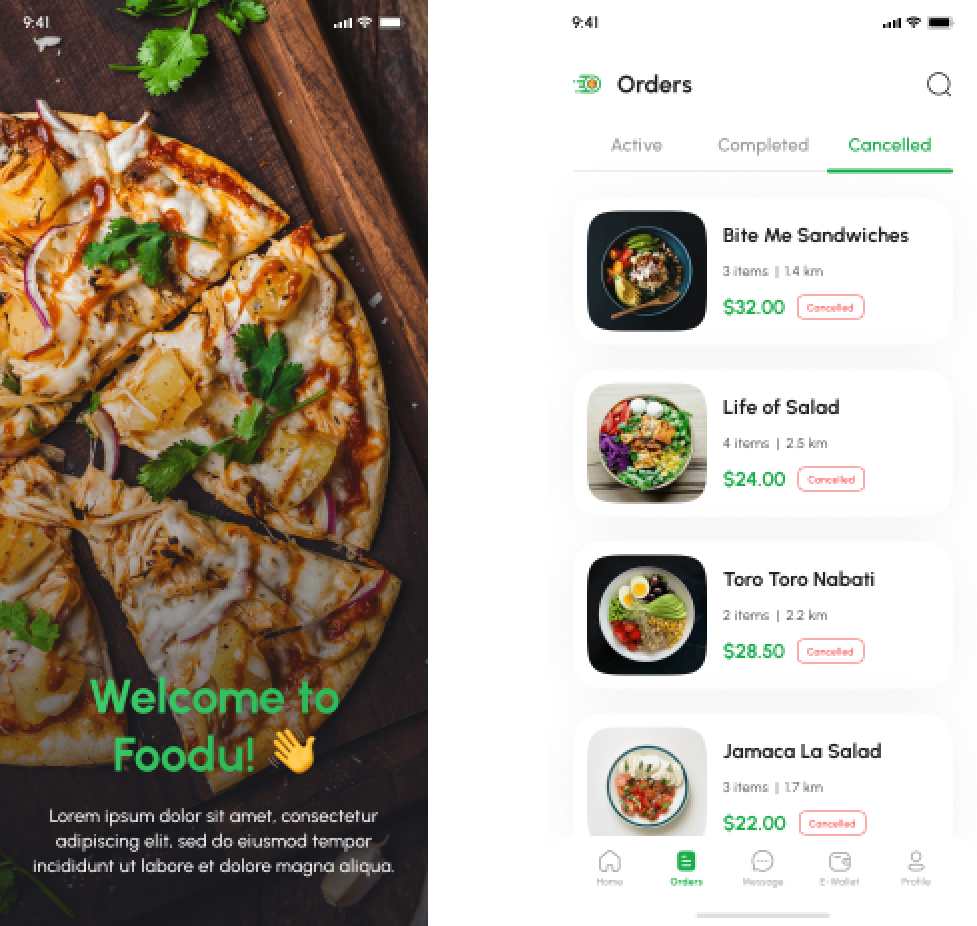 9:41
Welcome to
Foodu! 👋
Lorem ipsum dolor sit amet, consectetur
adipiscing elit, sed do eiusmod tempor
incididunt ut labore et dolore magna aliqua.
9:41
Orders
Active Completed Cancelled
Bite Me Sandwiches
3 items | 1.4 km
$32.00 Cancelled
Life of Salad
4 items | 2.5 km
$24.00 Cancelled
Toro Toro Nabati
2 items | 2.2 km
$28.50 Cancelled
Jamaca La Salad
3 items | 1.7 km
$22.00 Cancelled
Home Orders Message E-Wallet Profile